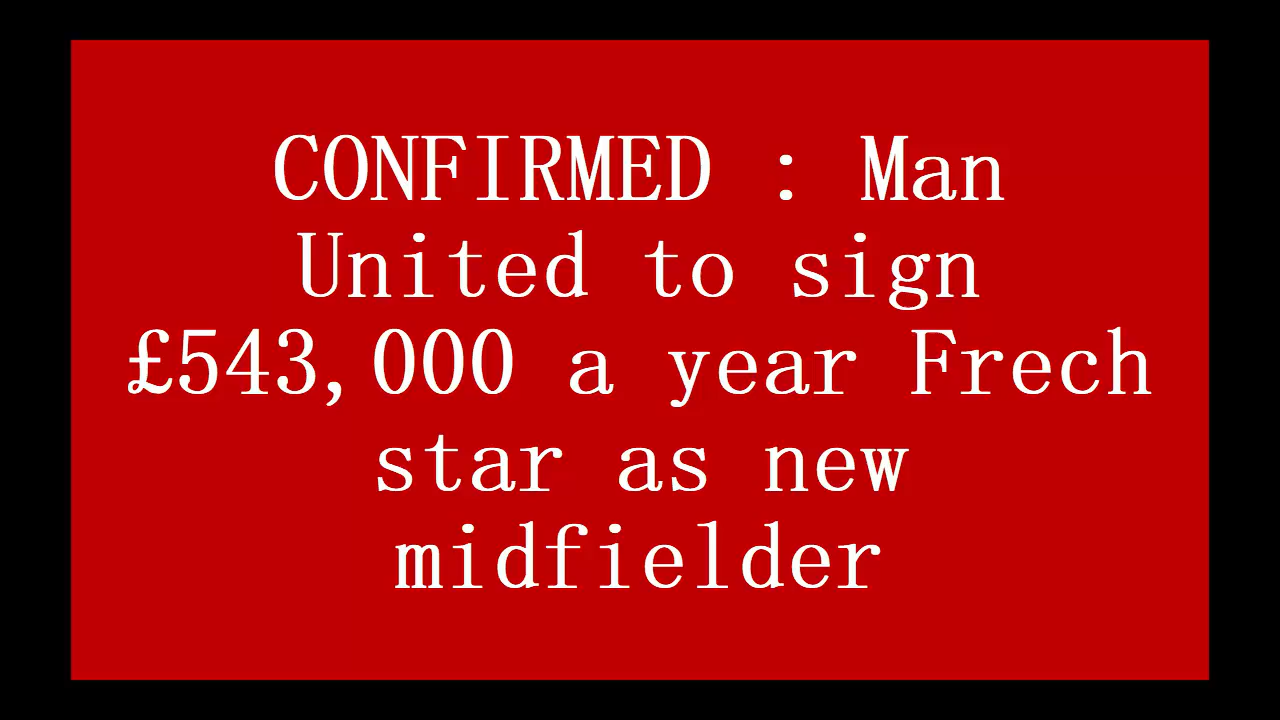 CONFIRMED : Man
United to sign
£543,000 a year Frech
star as new
midfielder